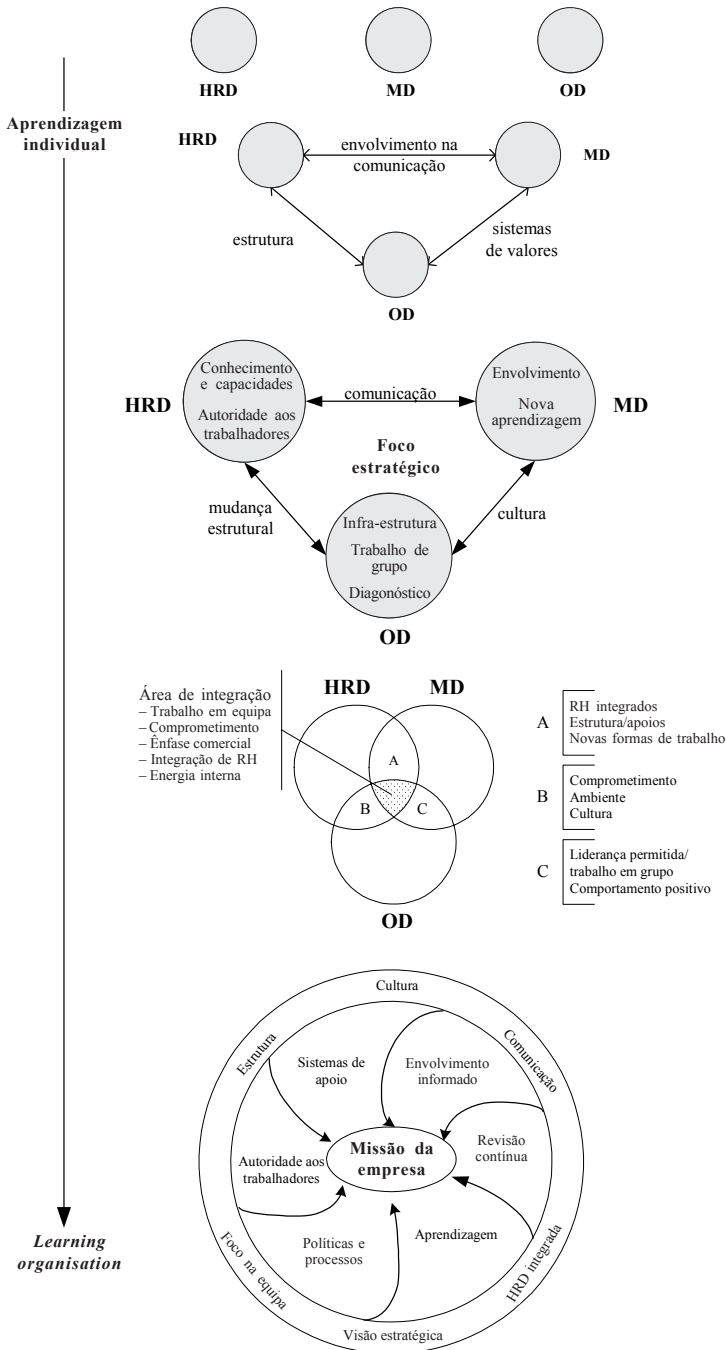 HRD
MD
OD
Aprendizagem
individual
HRD
envolvimento na
comunicação
MD
estrutura
sistemas
de valores
OD
Conhecimento
e capacidades
Autoridade aos
trabalhadores
HRD
comunicação
Envolvimento
Nova
aprendizagem
MD
Foco
estratégico
mudança
estrutural
cultura
Infra-estrutura
Trabalho de
grupo
Diagonóstico
OD
Área de integração
– Trabalho em equipa
– Comprometimento
– Ênfase comercial
– Integração de RH
– Energia interna
HRD
MD
A
B
C
OD
A
RH integrados
Estrutura/apoios
Novas formas de trabalho
B
Comprometimento
Ambiente
Cultura
C
Liderança permitida/
trabalho em grupo
Comportamento positivo
Cultura
Estrutura
Comunicação
Sistemas de
apoio
Envolvimento
informado
Missão da
empresa
Revisão
contínua
Autoridade aos
trabalhadores
Políticas e
processos
Aprendizagem
Foco na equipa
HRD integrada
Visão estratégica
Learning
organisation